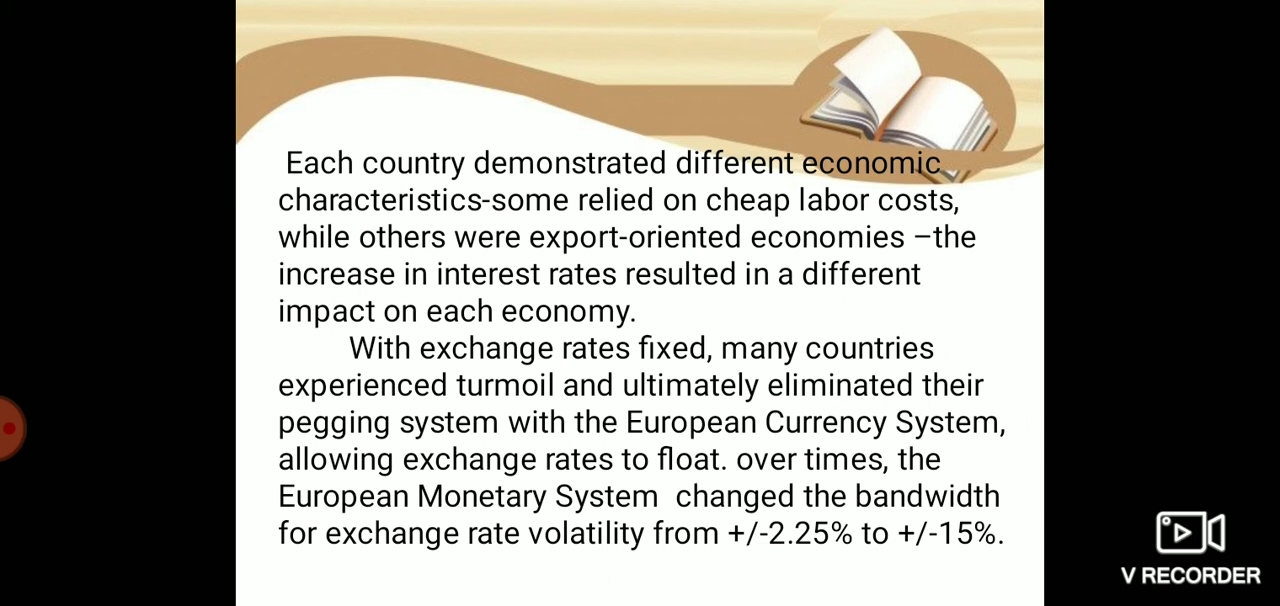 Each country demonstrated different economic
characteristics-some relied on cheap labor costs,
while others were export-oriented economies –the
increase in interest rates resulted in a different
impact on each economy.
With exchange rates fixed, many countries
experienced turmoil and ultimately eliminated their
pegging system with the European Currency System,
allowing exchange rates to float. over times, the
European Monetary System  changed the bandwidth
for exchange rate volatility from +/-2.25% to +/-15%.
V RECORDER